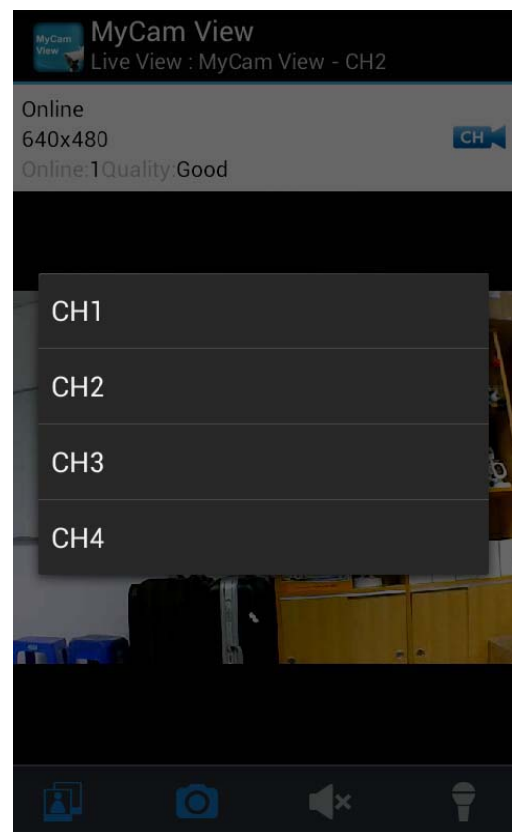 MyCam
View
MyCam View
Live View : MyCam View - CH2
Online
640x480
CH
Online:1Quality:Good
CH1
CH2
CH3
CH4